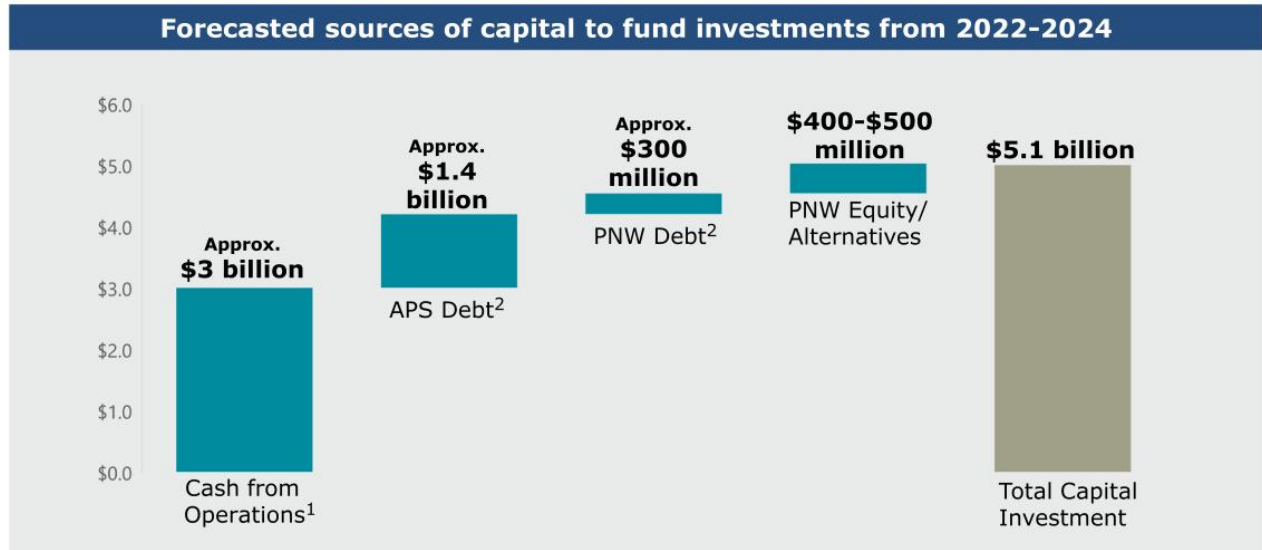 Forecasted sources of capital to fund investments from 2022-2024
$6.0
$5.0
$4.0
$3.0
$2.0
$1.0
$0.0
Approx.
$3 billion
Cash from
Operations¹
Approx.
$1.4
billion
APS Debt²
Approx.
$300
million
PNW Debt²
$400-$500
million
PNW Equity/
Alternatives
$5.1 billion
Total Capital
Investment